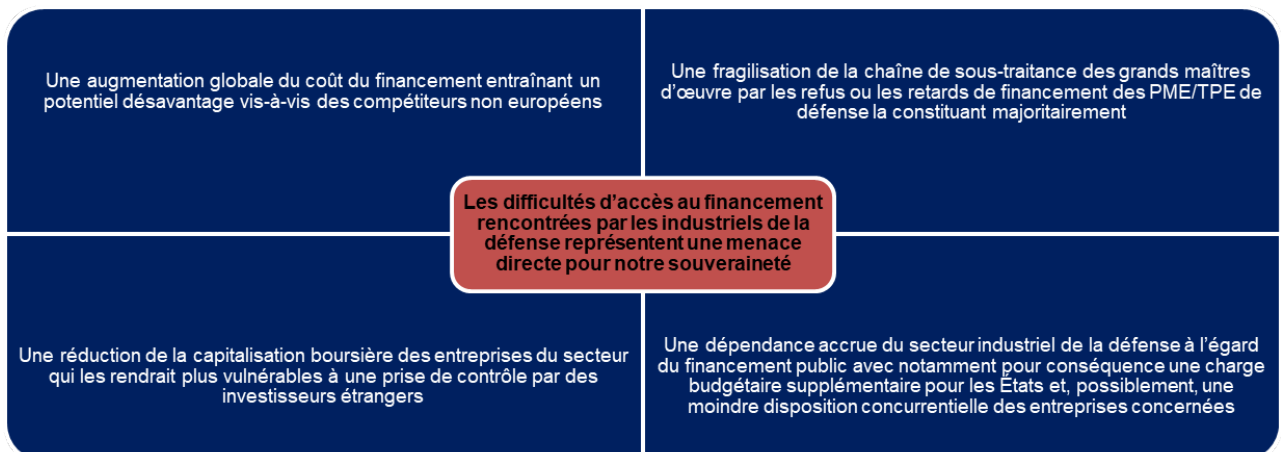 Une augmentation globale du coût du financement entraînant un
potentiel désavantage vis-à-vis des compétiteurs non européens
Une fragilisation de la chaîne de sous-traitance des grands maîtres
d’œuvre par les refus ou les retards de financement des PME/TPE de
défense la constituant majoritairement
Les difficultés d’accès au financement
rencontrées par les industriels de la
défense représentent une menace
directe pour notre souveraineté
Une réduction de la capitalisation boursière des entreprises du secteur
qui les rendrait plus vulnérables à une prise de contrôle par des
investisseurs étrangers
Une dépendance accrue du secteur industriel de la défense à l’égard
du financement public avec notamment pour conséquence une charge
budgétaire supplémentaire pour les États et, possiblement, une
moindre disposition concurrentielle des entreprises concernées